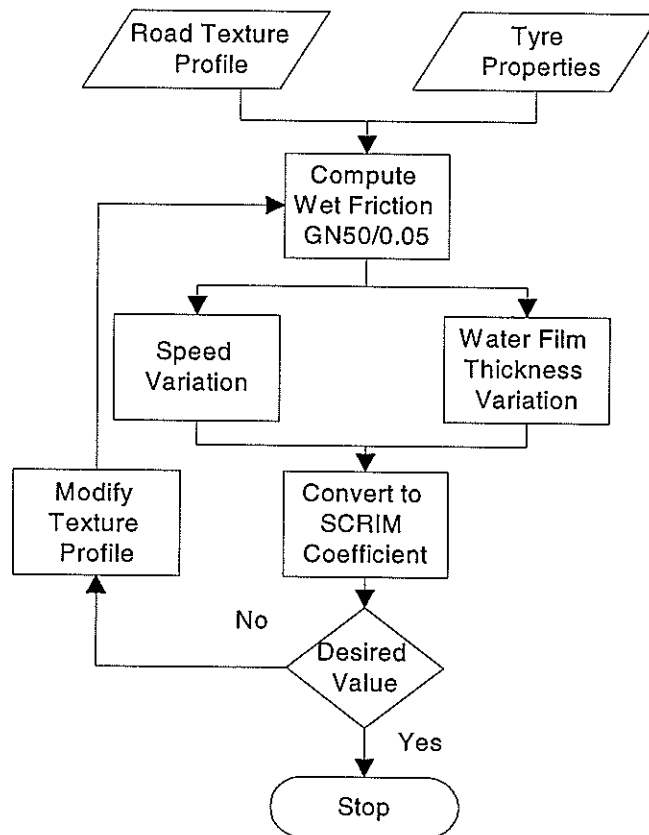 Road Texture
Profile
Tyre
Properties
Compute
Wet Friction
GN50/0.05
Speed
Variation
Water Film
Thickness
Variation
Modify
Texture
Profile
Convert to
SCRIM
Coefficient
No
Desired
Value
Yes
Stop